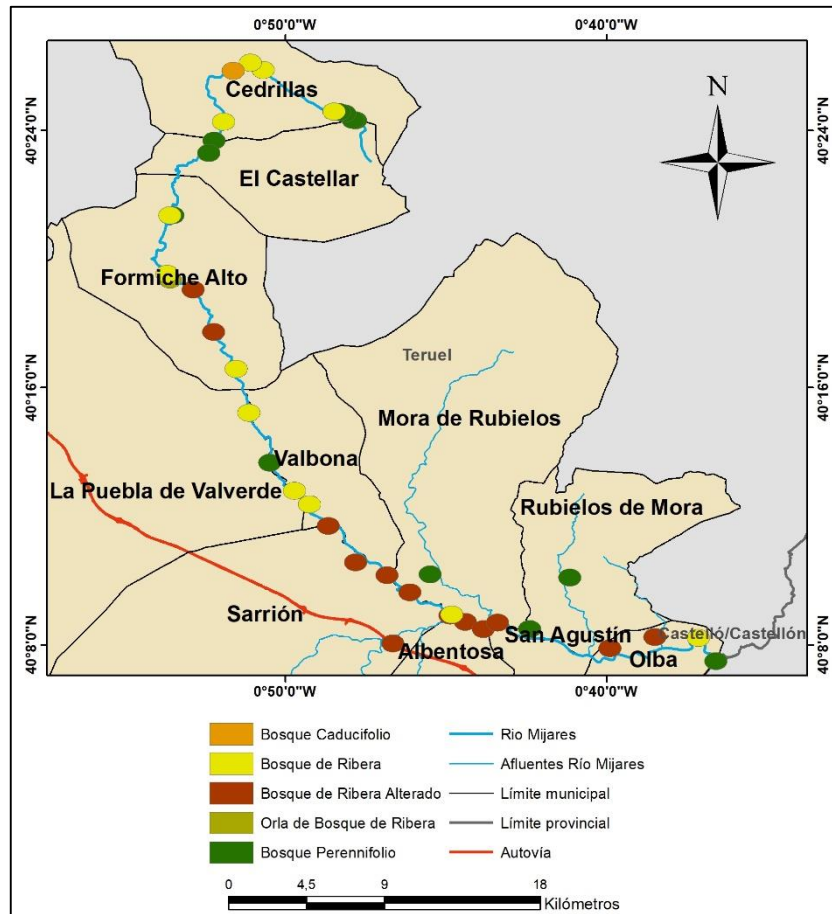 0°50'0"W 0°40'0"W
N
Cedrillas
40°24'0"N 40°24'0"N
El Castellar
Formiche Alto
Teruel
40°16'0"N 40°16'0"N
Mora de Rubielos
Valbona
La Puebla de Valverde
Rubielos de Mora
Sarrión
San Agustín
Castelló/Castellón
40°8'0"N 40°8'0"N
Albentosa
Olba
0°50'0"W 0°40'0"W
Bosque Caducifolio
Bosque de Ribera
Bosque de Ribera Alterado
Orla de Bosque de Ribera
Bosque Perennifolio
Rio Mijares
Afluentes Río Mijares
Límite municipal
Límite provincial
Autovía
0 4,5 9 18
Kilómetros